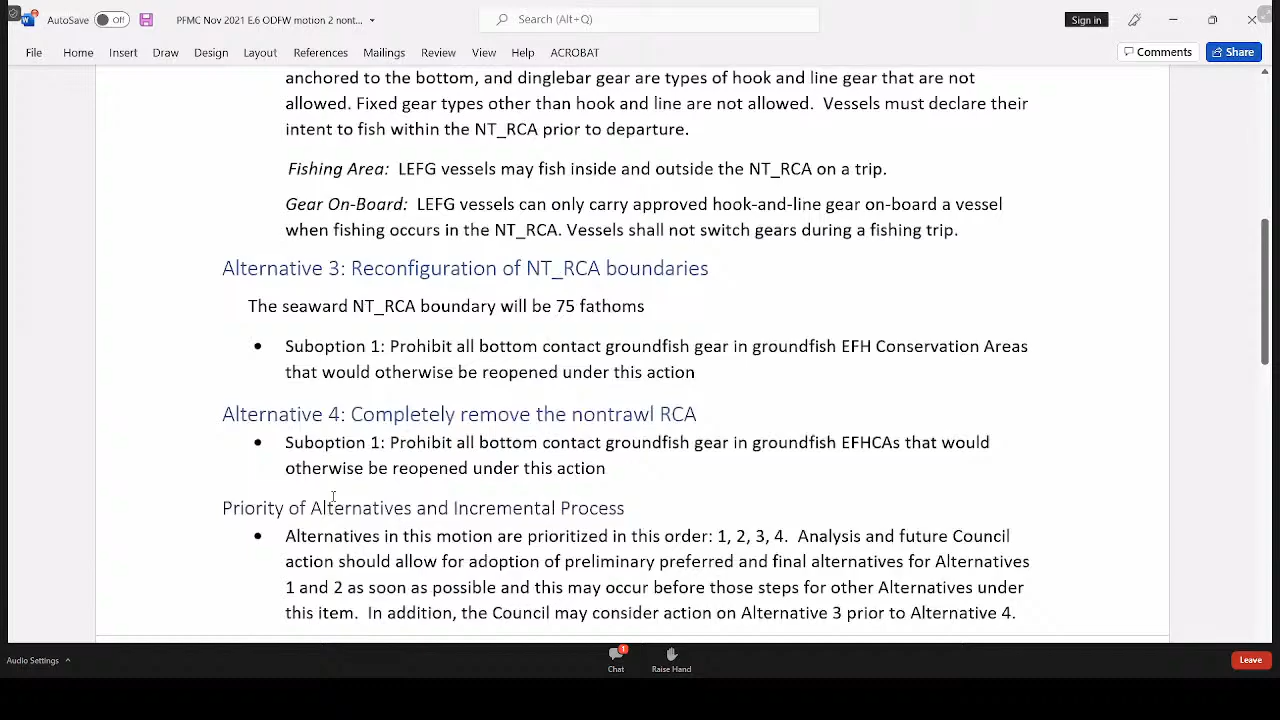 AutoSave Off PFMC Nov 2021 E.6 ODFW motion 2 nont... Search (Alt+Q) Sign in
File Home Insert Draw Design Layout References Mailings Review View Help ACROBAT Comments Share
anchored to the bottom, and dinglebar gear are types of hook and line gear that are not
allowed. Fixed gear types other than hook and line are not allowed. Vessels must declare their
intent to fish within the NT_RCA prior to departure.
Fishing Area: LEFG vessels may fish inside and outside the NT_RCA on a trip.
Gear On-Board: LEFG vessels can only carry approved hook-and-line gear on-board a vessel
when fishing occurs in the NT_RCA. Vessels shall not switch gears during a fishing trip.
Alternative 3: Reconfiguration of NT_RCA boundaries
The seaward NT_RCA boundary will be 75 fathoms
• Suboption 1: Prohibit all bottom contact groundfish gear in groundfish EFH Conservation Areas
that would otherwise be reopened under this action
Alternative 4: Completely remove the nontrawl RCA
• Suboption 1: Prohibit all bottom contact groundfish gear in groundfish EFHCAs that would
otherwise be reopened under this action
Priority of Alternatives and Incremental Process
• Alternatives in this motion are prioritized in this order: 1, 2, 3, 4. Analysis and future Council
action should allow for adoption of preliminary preferred and final alternatives for Alternatives
1 and 2 as soon as possible and this may occur before those steps for other Alternatives under
this item. In addition, the Council may consider action on Alternative 3 prior to Alternative 4.
Audio Settings 1 Chat Raise Hand Leave